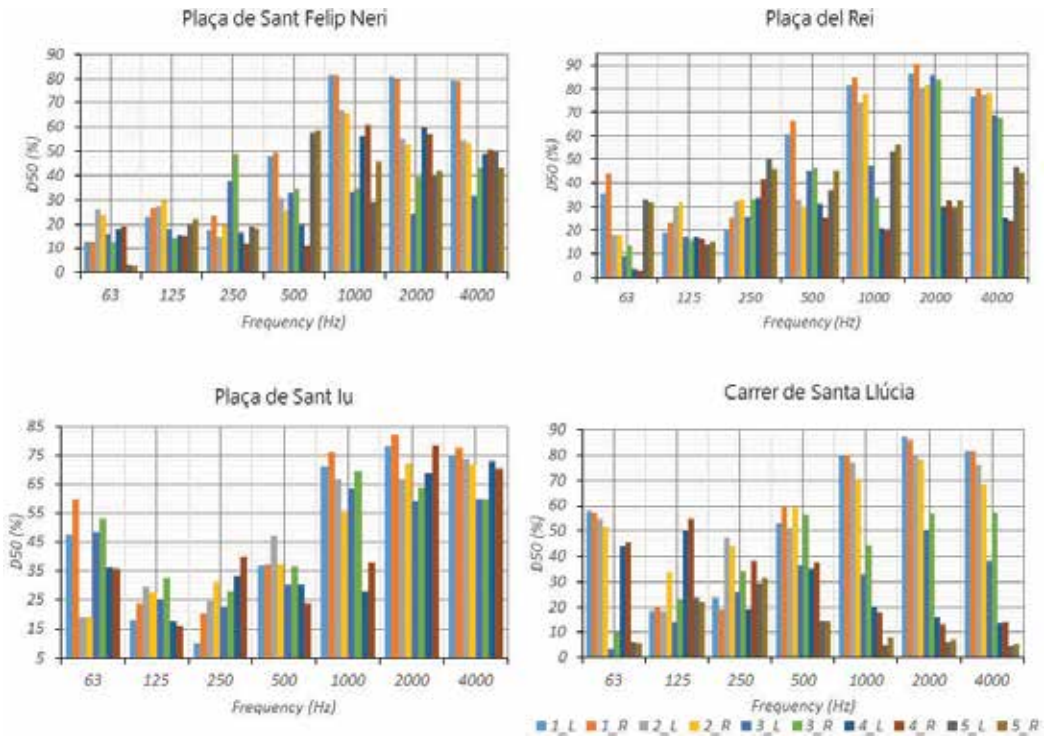 Plaça de Sant Felip Neri
D50 (%)
90
80
70
60
50
40
30
20
10
0
63 125 250 500 1000 2000 4000
Frequency (Hz)
Plaça del Rei
D50 (%)
90
80
70
60
50
40
30
20
10
0
63 125 250 500 1000 2000 4000
Frequency (Hz)
Plaça de Sant Iu
D50 (%)
85
75
65
55
45
35
25
15
5
63 125 250 500 1000 2000 4000
Frequency (Hz)
Carrer de Santa Llúcia
D50 (%)
90
80
70
60
50
40
30
20
10
0
63 125 250 500 1000 2000 4000
Frequency (Hz)
1_L 1_R 2_L 2_R 3_L 3_R 4_L 4_R 5_L 5_R